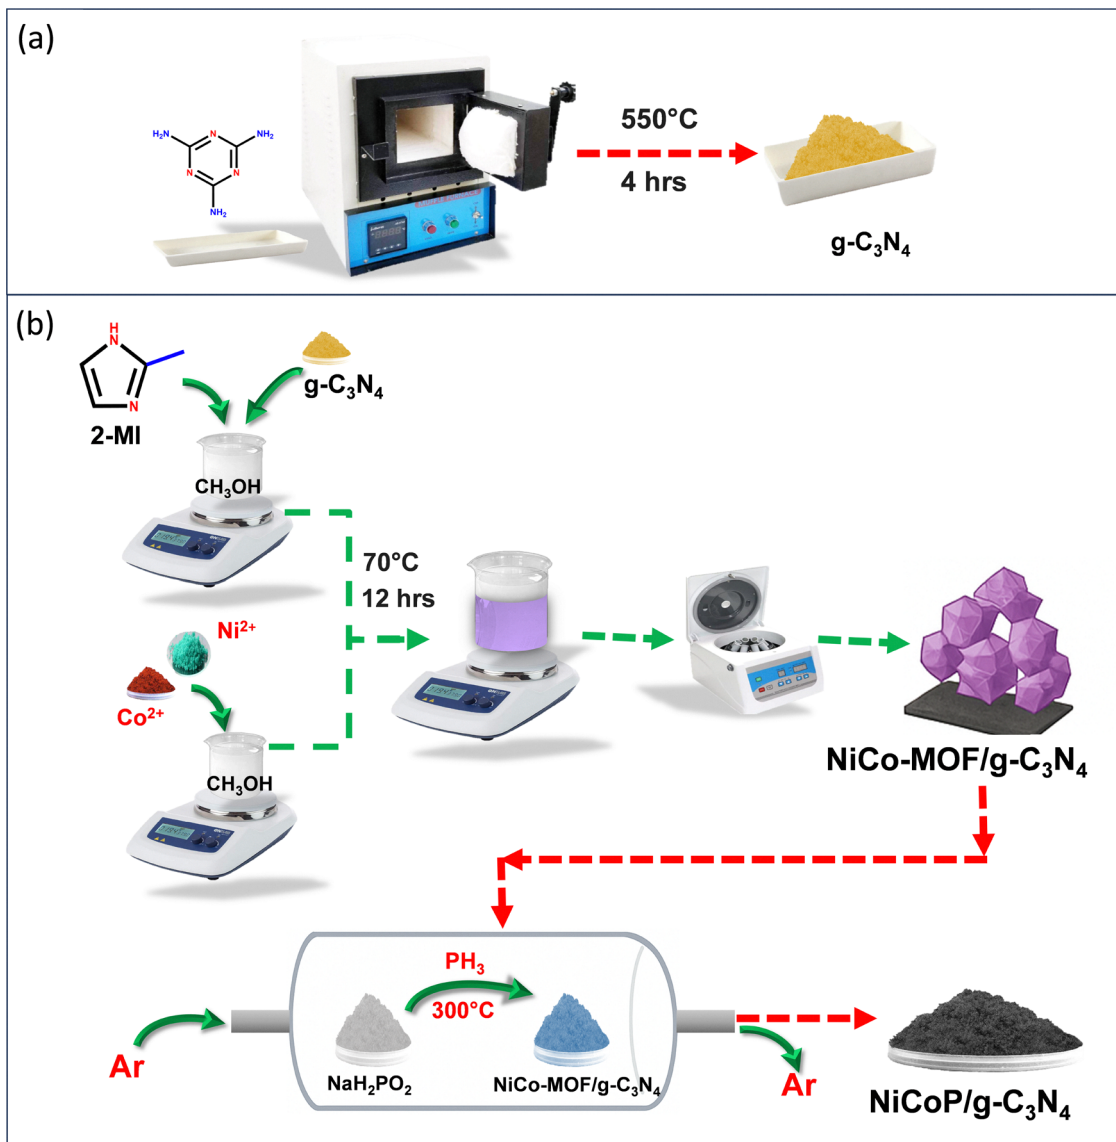 (a)
H₂N
N
NH₂
N
N
NH₂
550°C
4 hrs
g-C₃N₄
(b)
H
N
N
2-MI
g-C₃N₄
CH₃OH
70°C
12 hrs
Ni²⁺
Co²⁺
CH₃OH
NiCo-MOF/g-C₃N₄
PH₃
300°C
Ar
NaH₂PO₂
NiCo-MOF/g-C₃N₄
Ar
NiCoP/g-C₃N₄